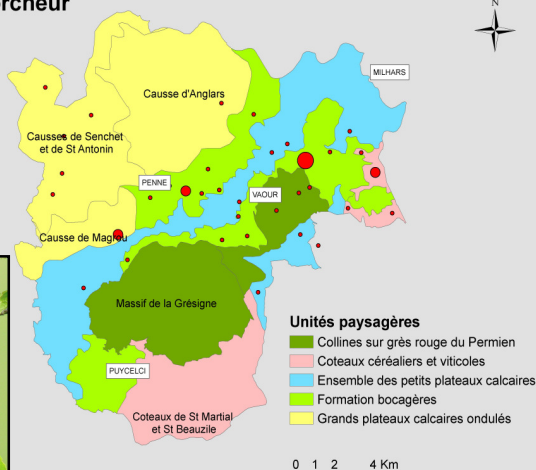 orcheur
N
MILHARS
Causse d'Anglars
Causses de Senchet
et de St Antonin
PENNE
VAOUR
Causse de Magrou
Massif de la Grésigne
PUYCELCI
Coteaux de St Martial
et St Beauzile
Unités paysagères
Collines sur grès rouge du Permien
Coteaux céréaliers et viticoles
Ensemble des petits plateaux calcaires
Formation bocagères
Grands plateaux calcaires ondulés
0 1 2 4 Km